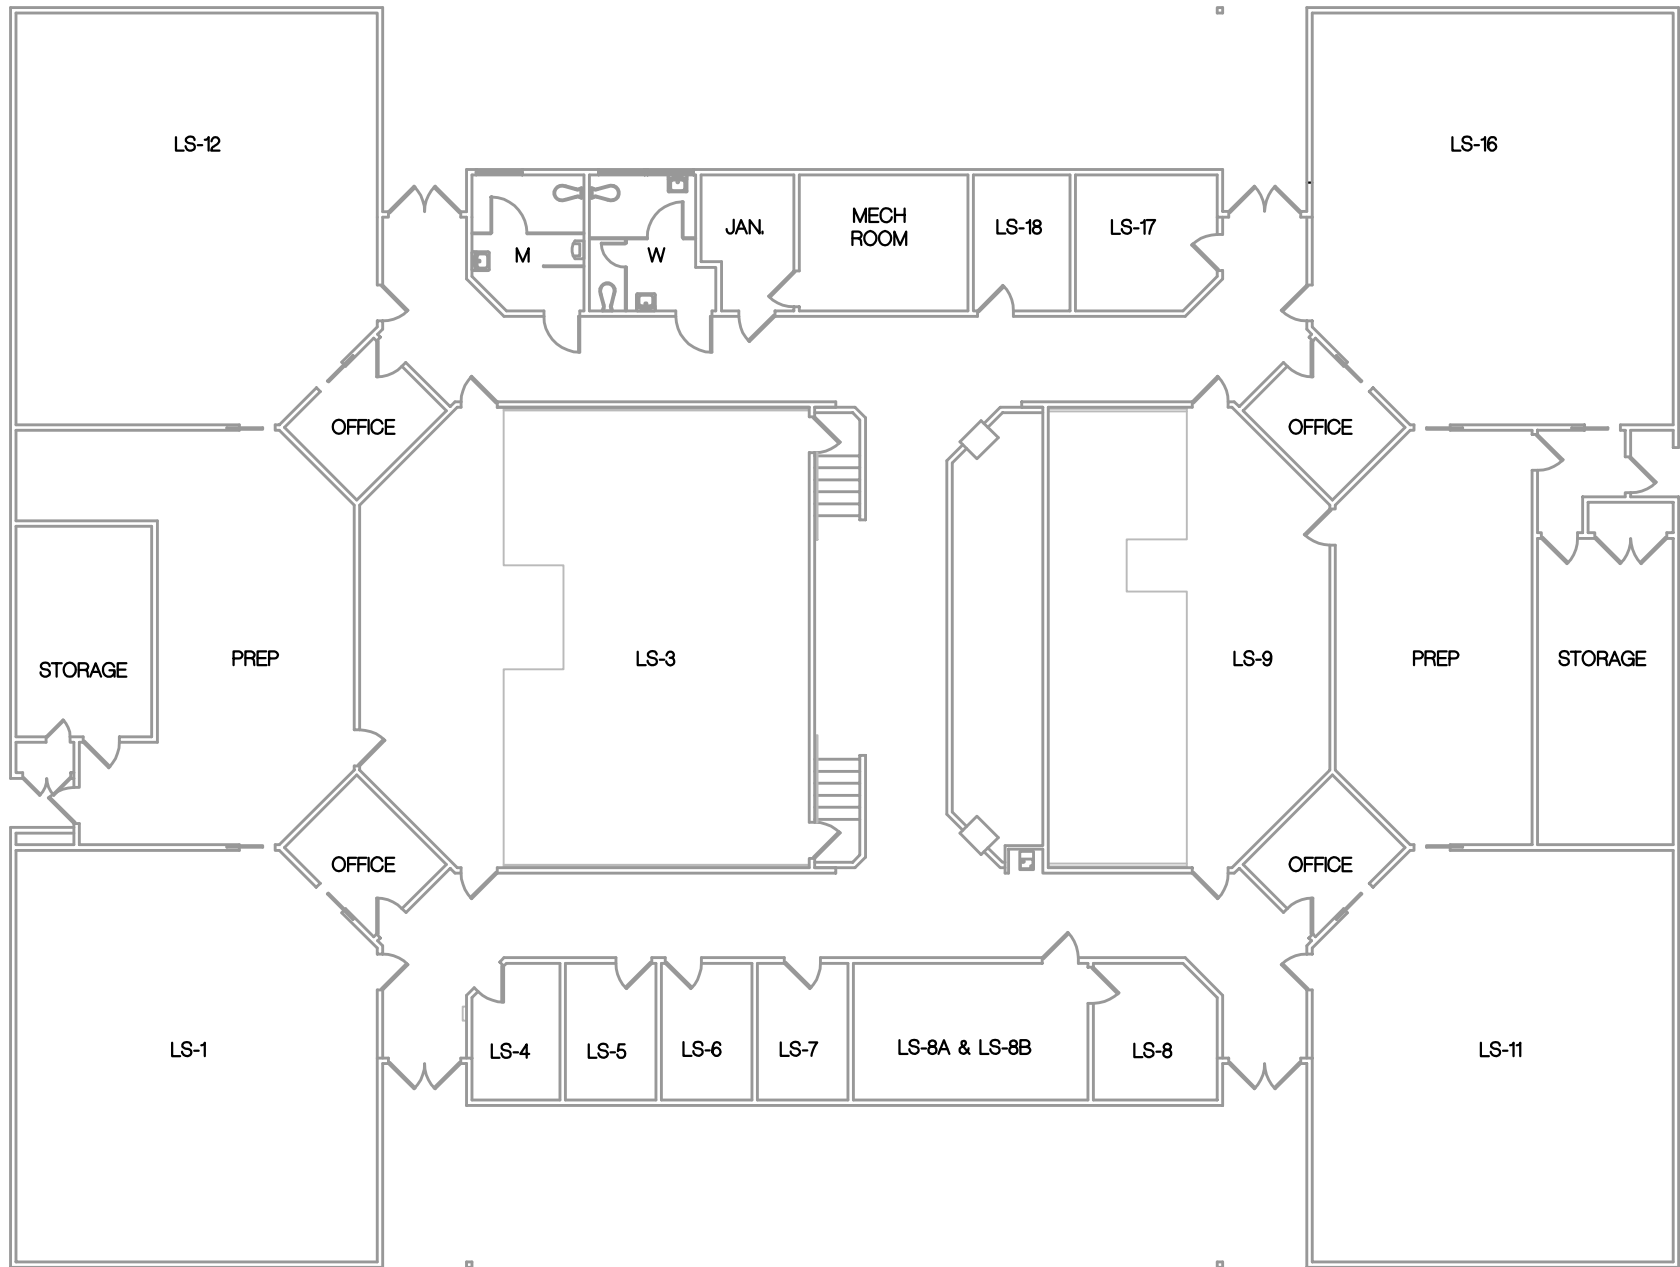 LS-12
LS-16
MECH
ROOM
JAN.
LS-18
LS-17
M
W
OFFICE
OFFICE
STORAGE
PREP
LS-3
LS-9
PREP
STORAGE
OFFICE
OFFICE
LS-1
LS-4
LS-5
LS-6
LS-7
LS-8A & LS-8B
LS-8
LS-11